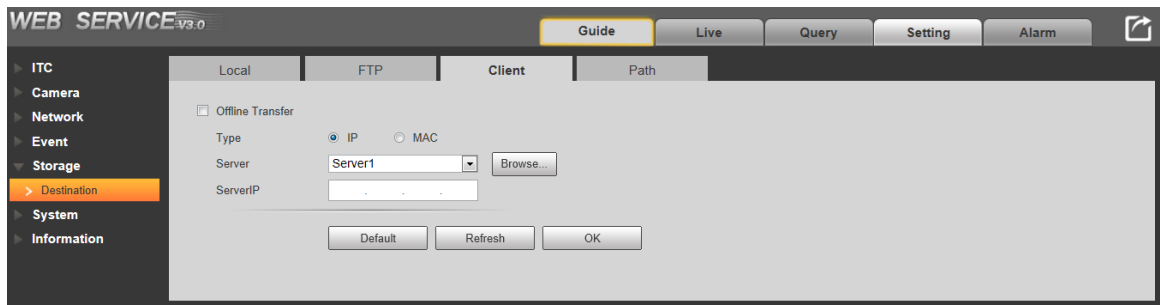 WEB SERVICE V3.0
Guide Live Query Setting Alarm
ITC
Camera
Network
Event
Storage
> Destination
System
Information
Local FTP Client Path
Offline Transfer
Type IP MAC
Server Server1 Browse...
ServerIP . . .
Default Refresh OK